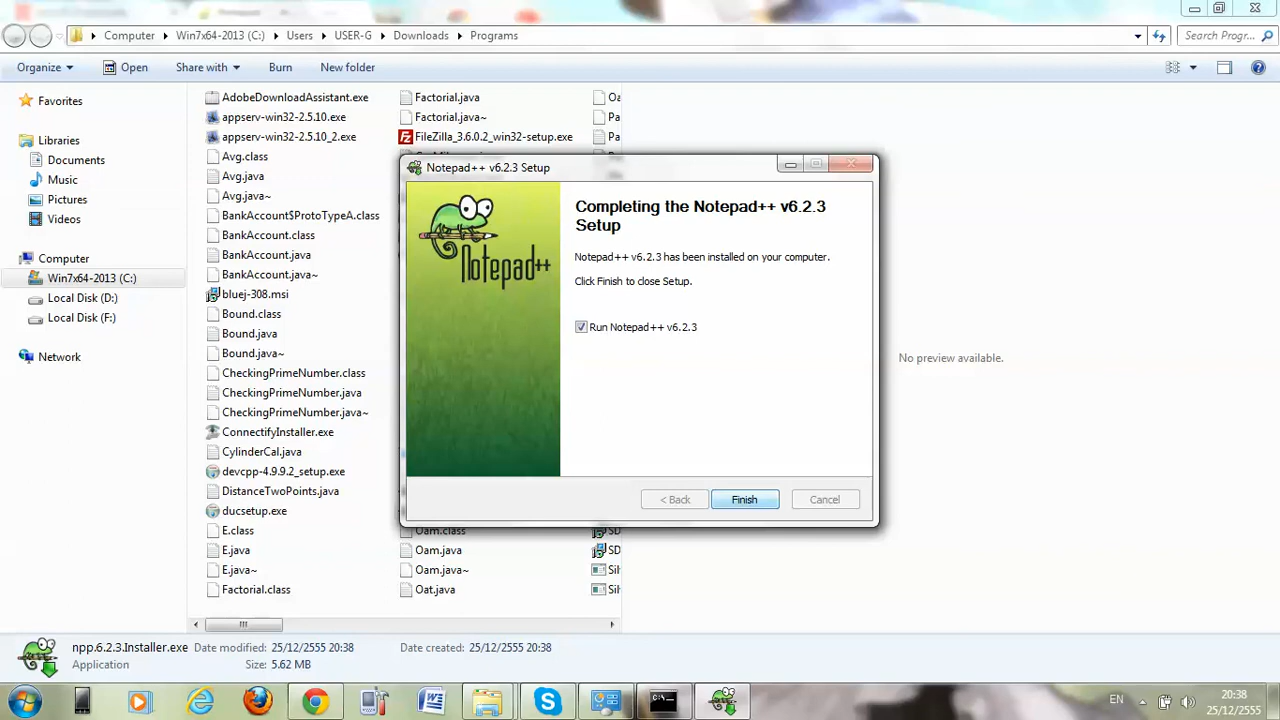 Computer Win7x64-2013 (C:) Users USER-G Downloads Programs
Search Progr...
Organize Open Share with Burn New folder
Favorites
Libraries
Documents
Music
Pictures
Videos
Computer
Win7x64-2013 (C:)
Local Disk (D:)
Local Disk (F:)
Network
AdobeDownloadAssistant.exe
appserv-win32-2.5.10.exe
appserv-win32-2.5.10_2.exe
Avg.class
Avg.java
Avg.java~
BankAccount$ProtoTypeA.class
BankAccount.class
BankAccount.java
BankAccount.java~
bluej-308.msi
Bound.class
Bound.java
Bound.java~
CheckingPrimeNumber.class
CheckingPrimeNumber.java
CheckingPrimeNumber.java~
ConnectifyInstaller.exe
CylinderCal.java
devcpp-4.9.9.2_setup.exe
DistanceTwoPoints.java
ducsetup.exe
E.class
E.java
E.java~
Factorial.class
Factorial.java
Factorial.java~
FileZilla_3.6.0.2_win32-setup.exe
Oam.class
Oam.java
Oam.java~
Oat.java
Pa
Pa
SD
SD
Notepad++ v6.2.3 Setup
Notepad++
Completing the Notepad++ v6.2.3
Setup
Notepad++ v6.2.3 has been installed on your computer.
Click Finish to close Setup.
Run Notepad++ v6.2.3
< Back Finish Cancel
No preview available.
npp.6.2.3.Installer.exe Date modified: 25/12/2555 20:38 Date created: 25/12/2555 20:38
Application Size: 5.62 MB
EN
20:38
25/12/2555